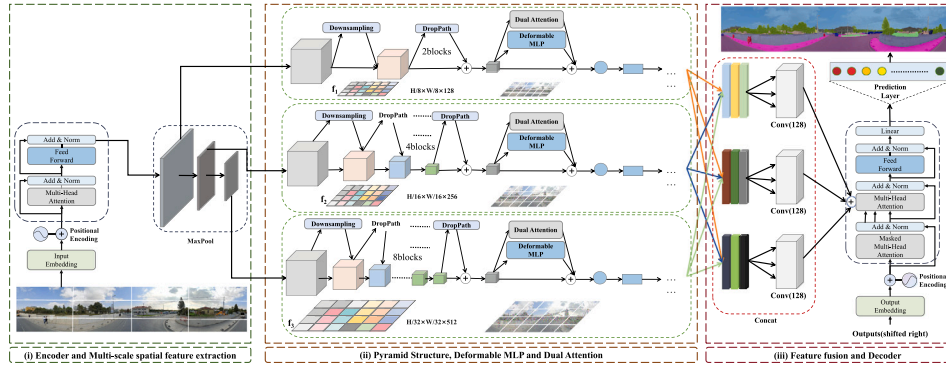 Add & Norm
Feed
Forward
Add & Norm
Multi-Head
Attention
Positional
Encoding
Input
Embedding
MaxPool
(i) Encoder and Multi-scale spatial feature extraction
Downsampling
DropPath
2blocks
Dual Attention
Deformable
MLP
f1
H/8×W/8×128
...
Downsampling
DropPath
........
DropPath
4blocks
Dual Attention
Deformable
MLP
f2
H/16×W/16×256
...
Downsampling
DropPath
........
DropPath
8blocks
Dual Attention
Deformable
MLP
f3
H/32×W/32×512
...
(ii) Pyramid Structure, Deformable MLP and Dual Attention
Conv(128)
Conv(128)
Conv(128)
Concat
Prediction
Layer
Linear
Add & Norm
Feed
Forward
Add & Norm
Multi-Head
Attention
Add & Norm
Masked
Multi-Head
Attention
Positional
Encoding
Output
Embedding
Outputs(shifted right)
(iii) Feature fusion and Decoder